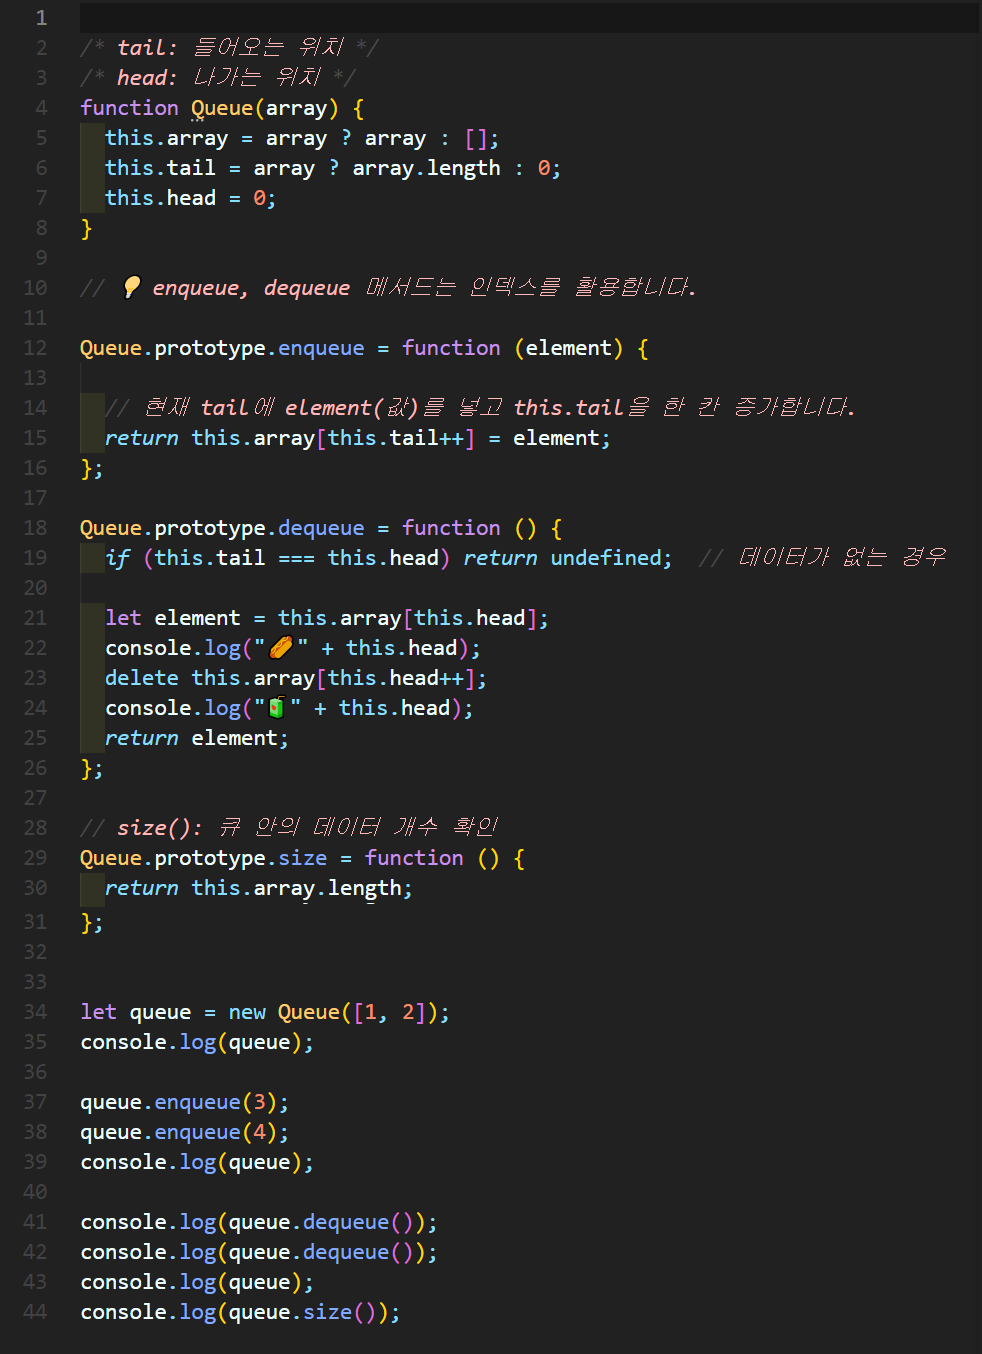 1
2 /* tail: 들어오는 위치 */
3 /* head: 나가는 위치 */
4 function Queue(array) {
5 this.array = array ? array : [];
6 this.tail = array ? array.length : 0;
7 this.head = 0;
8 }
9
10 // 💡 enqueue, dequeue 메서드는 인덱스를 활용합니다.
11
12 Queue.prototype.enqueue = function (element) {
13
14 // 현재 tail에 element(값)를 넣고 this.tail을 한 칸 증가합니다.
15 return this.array[this.tail++] = element;
16 };
17
18 Queue.prototype.dequeue = function () {
19 if (this.tail === this.head) return undefined; // 데이터가 없는 경우
20
21 let element = this.array[this.head];
22 console.log("🌭" + this.head);
23 delete this.array[this.head++];
24 console.log("🧃" + this.head);
25 return element;
26 };
27
28 // size(): 큐 안의 데이터 개수 확인
29 Queue.prototype.size = function () {
30 return this.array.length;
31 };
32
33
34 let queue = new Queue([1, 2]);
35 console.log(queue);
36
37 queue.enqueue(3);
38 queue.enqueue(4);
39 console.log(queue);
40
41 console.log(queue.dequeue());
42 console.log(queue.dequeue());
43 console.log(queue);
44 console.log(queue.size());